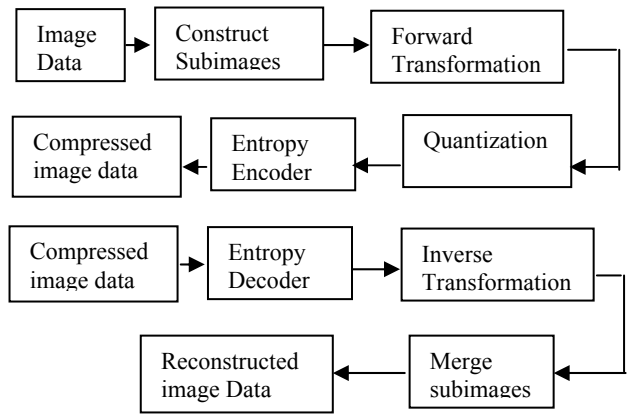 Image
Data
Construct
Subimages
Forward
Transformation
Compressed
image data
Entropy
Encoder
Quantization
Compressed
image data
Entropy
Decoder
Inverse
Transformation
Reconstructed
image Data
Merge
subimages